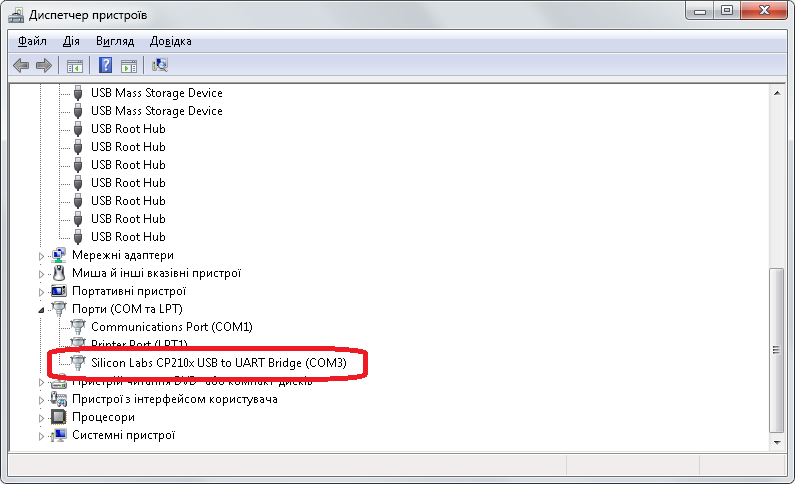 Диспетчер пристроїв
Файл Дія Вигляд Довідка
USB Mass Storage Device
USB Mass Storage Device
USB Root Hub
USB Root Hub
USB Root Hub
USB Root Hub
USB Root Hub
USB Root Hub
USB Root Hub
Мережні адаптери
Миша й інші вказівні пристрої
Портативні пристрої
Порти (COM та LPT)
Communications Port (COM1)
Printer Port (LPT1)
Silicon Labs CP210x USB to UART Bridge (COM3)
Пристрій читання DVD- або компакт-дисків
Пристрої з інтерфейсом користувача
Процесори
Системні пристрої